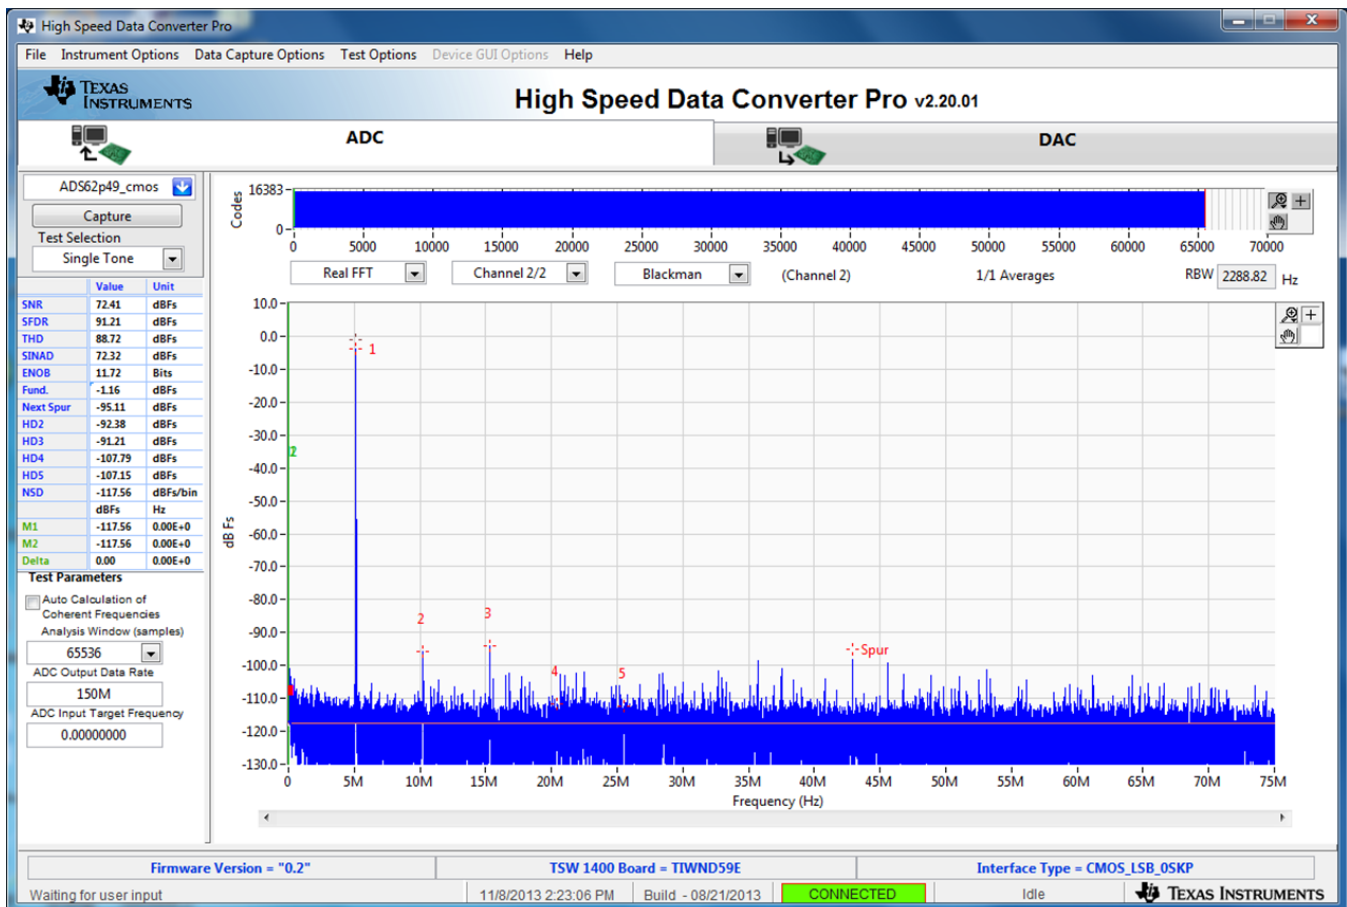 High Speed Data Converter Pro
File Instrument Options Data Capture Options Test Options Device GUI Options Help
TEXAS INSTRUMENTS
High Speed Data Converter Pro v2.20.01
ADC
DAC
ADS62p49_cmos
Capture
Test Selection
Single Tone
Value Unit
SNR 72.41 dBFs
SFDR 91.21 dBFs
THD 88.72 dBFs
SINAD 72.32 dBFs
ENOB 11.72 Bits
Fund. -1.16 dBFs
Next Spur -95.11 dBFs
HD2 -92.38 dBFs
HD3 -91.21 dBFs
HD4 -107.79 dBFs
HD5 -107.15 dBFs
NSD -117.56 dBFs/bin
dBFs Hz
M1 -117.56 0.00E+0
M2 -117.56 0.00E+0
Delta 0.00 0.00E+0
Test Parameters
Auto Calculation of
Coherent Frequencies
Analysis Window (samples)
65536
ADC Output Data Rate
150M
ADC Input Target Frequency
0.00000000
Codes
16383
0
0 5000 10000 15000 20000 25000 30000 35000 40000 45000 50000 55000 60000 65000 70000
Real FFT Channel 2/2 Blackman (Channel 2) 1/1 Averages RBW 2288.82 Hz
dB Fs
10.0
0.0
-10.0
-20.0
-30.0
-40.0
-50.0
-60.0
-70.0
-80.0
-90.0
-100.0
-110.0
-120.0
-130.0
1
2
3
4
5
Spur
0 5M 10M 15M 20M 25M 30M 35M 40M 45M 50M 55M 60M 65M 70M 75M
Frequency (Hz)
Firmware Version = "0.2" TSW 1400 Board = TIWND59E Interface Type = CMOS_LSB_0SKP
Waiting for user input 11/8/2013 2:23:06 PM Build - 08/21/2013 CONNECTED Idle TEXAS INSTRUMENTS